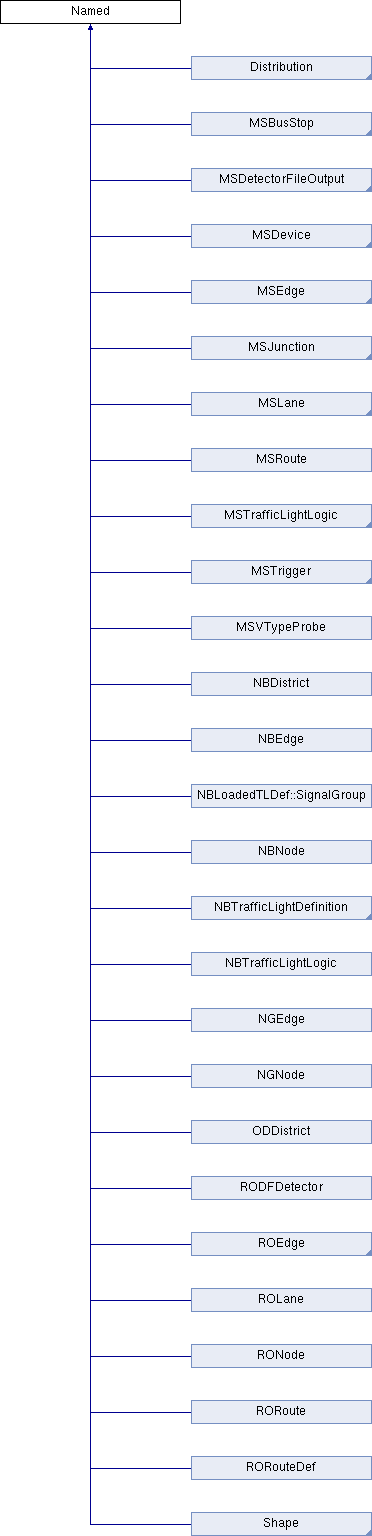 Named
Distribution
MSBusStop
MSDetectorFileOutput
MSDevice
MSEdge
MSJunction
MSLane
MSRoute
MSTrafficLightLogic
MSTrigger
MSVTypeProbe
NBDistrict
NBEdge
NBLoadedTLDef::SignalGroup
NBNode
NBTrafficLightDefinition
NBTrafficLightLogic
NGEdge
NGNode
ODDistrict
RODFDetector
ROEdge
ROLane
RONode
RORoute
RORouteDef
Shape